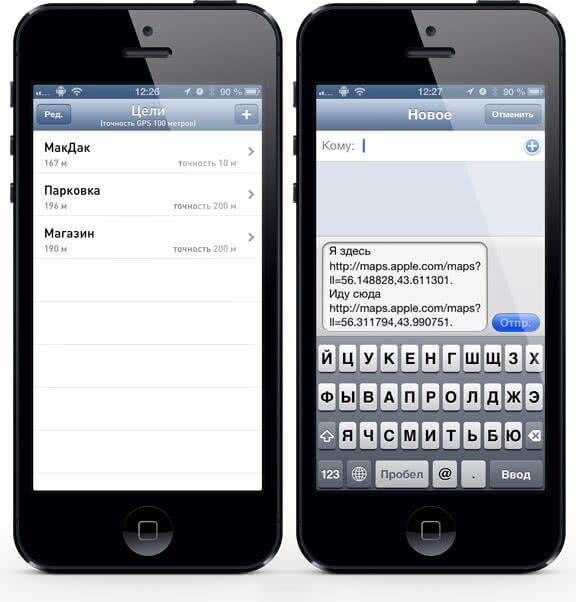 12:26
90 %
Ред.
Цели
(точность GPS 100 метров)
+
МакДак
167 м
точность 10 м
Парковка
196 м
точность 200 м
Магазин
190 м
точность 200 м
12:27
90 %
Новое
Отменить
Кому:
Я здесь
http://maps.apple.com/maps?
ll=56.148828,43.611301.
Иду сюда
http://maps.apple.com/maps?
ll=56.311794,43.990751.
Отпр.
Й Ц У К Е Н Г Ш Щ З Х
Ф Ы В А П Р О Л Д Ж Э
Я Ч С М И Т Ь Б Ю
123 Пробел @ . Ввод